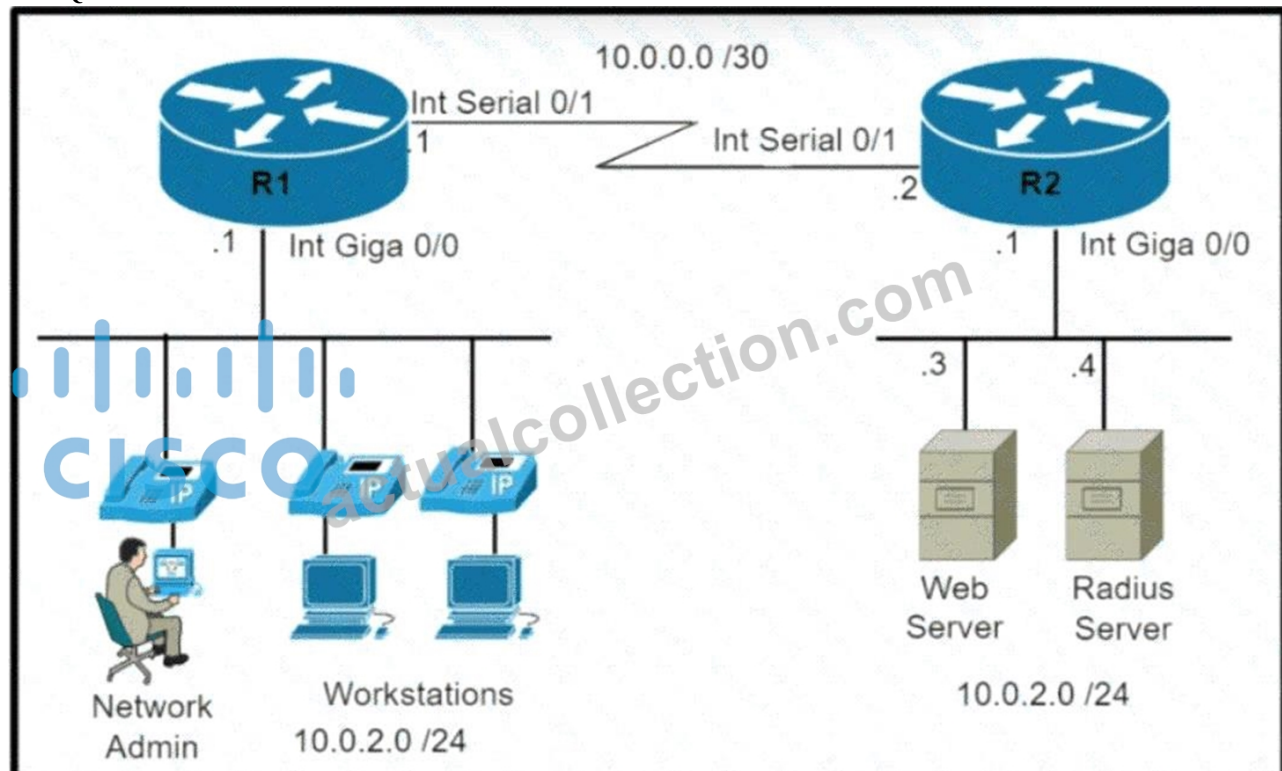 10.0.0.0 /30
Int Serial 0/1
.1
Int Serial 0/1
.2
R1
R2
.1 Int Giga 0/0
.1 Int Giga 0/0
actualcollection.com
.3 .4
CISCO
IP IP IP
Web Server
Radius Server
Network Admin
Workstations
10.0.2.0 /24
10.0.2.0 /24